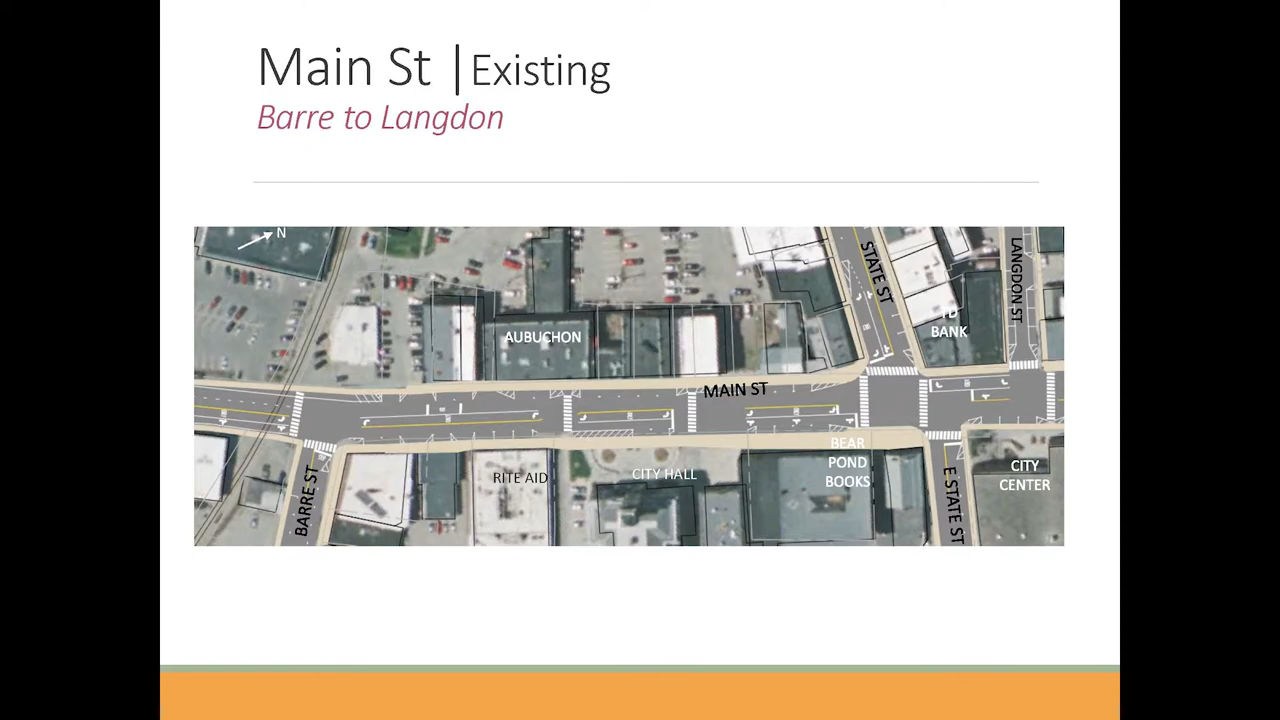 Main St | Existing
Barre to Langdon
N
STATE ST
LANGDON ST
TD
BANK
AUBUCHON
MAIN ST
BARRE ST
RITE AID
CITY HALL
BEAR
POND
BOOKS
E STATE ST
CITY
CENTER